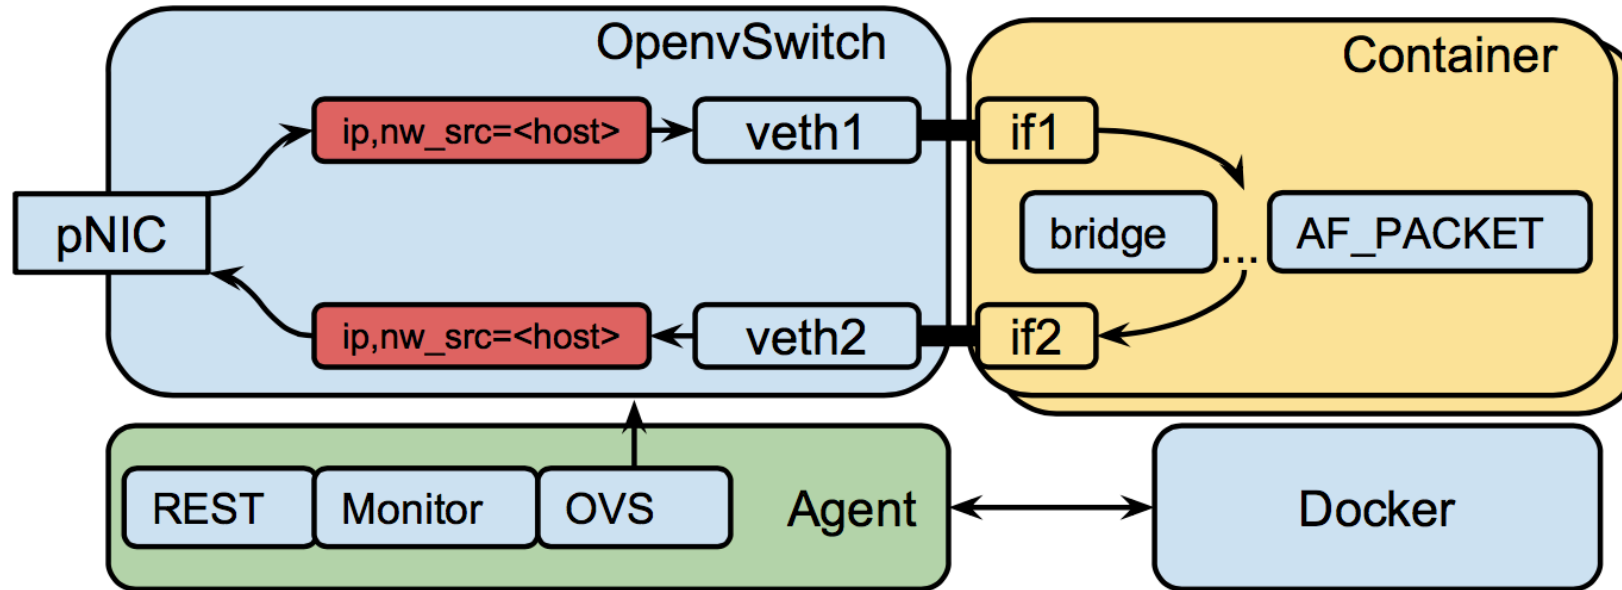 OpenvSwitch
Container
ip,nw_src=<host>
veth1
if1
pNIC
bridge
...
AF_PACKET
ip,nw_src=<host>
veth2
if2
REST
Monitor
OVS
Agent
Docker